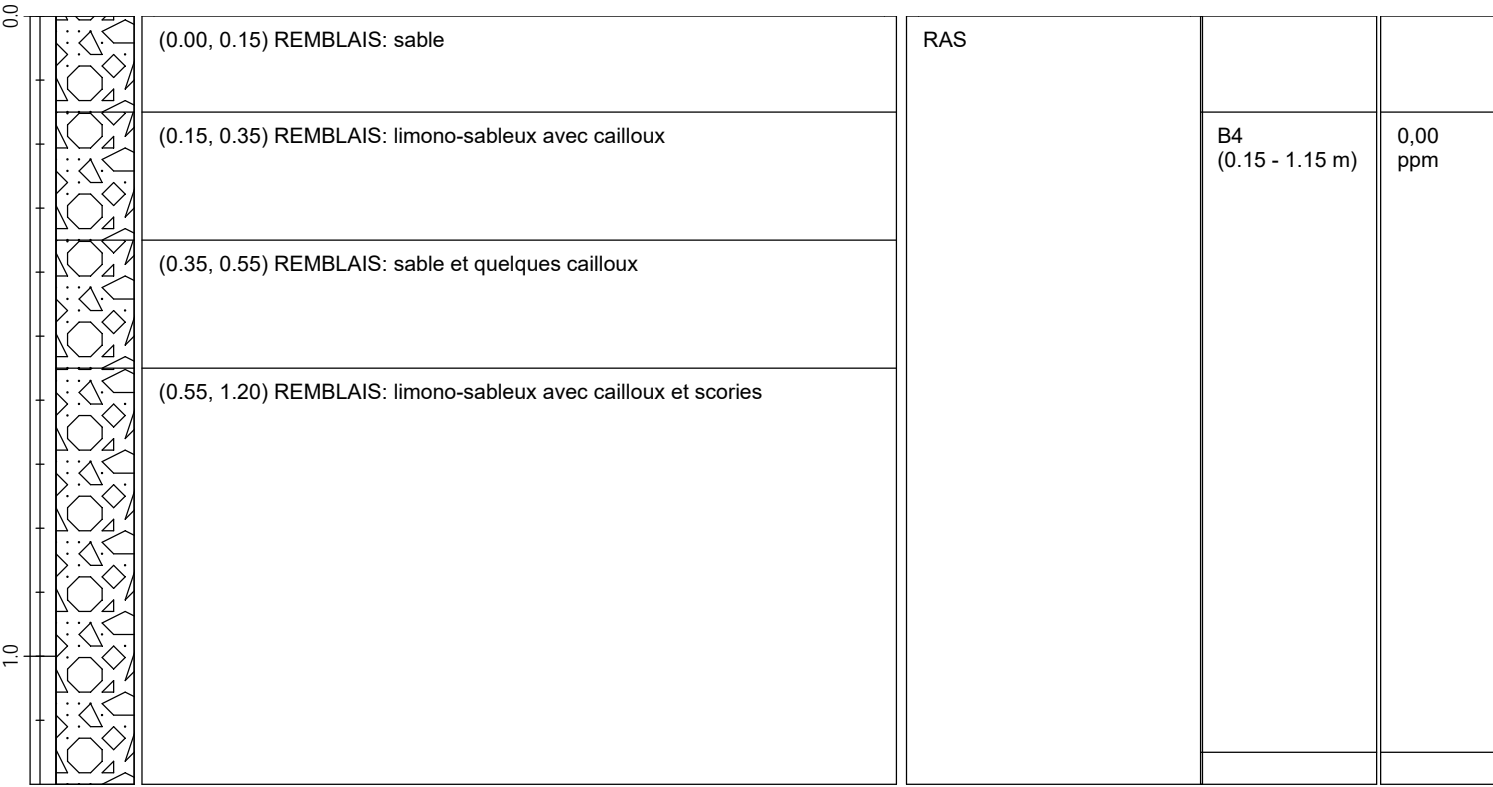 0.0
(0.00, 0.15) REMBLAIS: sable
RAS
(0.15, 0.35) REMBLAIS: limono-sableux avec cailloux
B4
(0.15 - 1.15 m)
0,00
ppm
(0.35, 0.55) REMBLAIS: sable et quelques cailloux
(0.55, 1.20) REMBLAIS: limono-sableux avec cailloux et scories
1.0